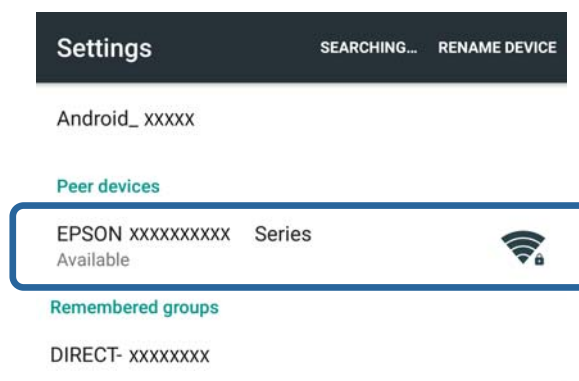 Settings SEARCHING... RENAME DEVICE
Android_ xxxxx
Peer devices
EPSON xxxxxxxxxx Series
Available
Remembered groups
DIRECT- xxxxxxxx